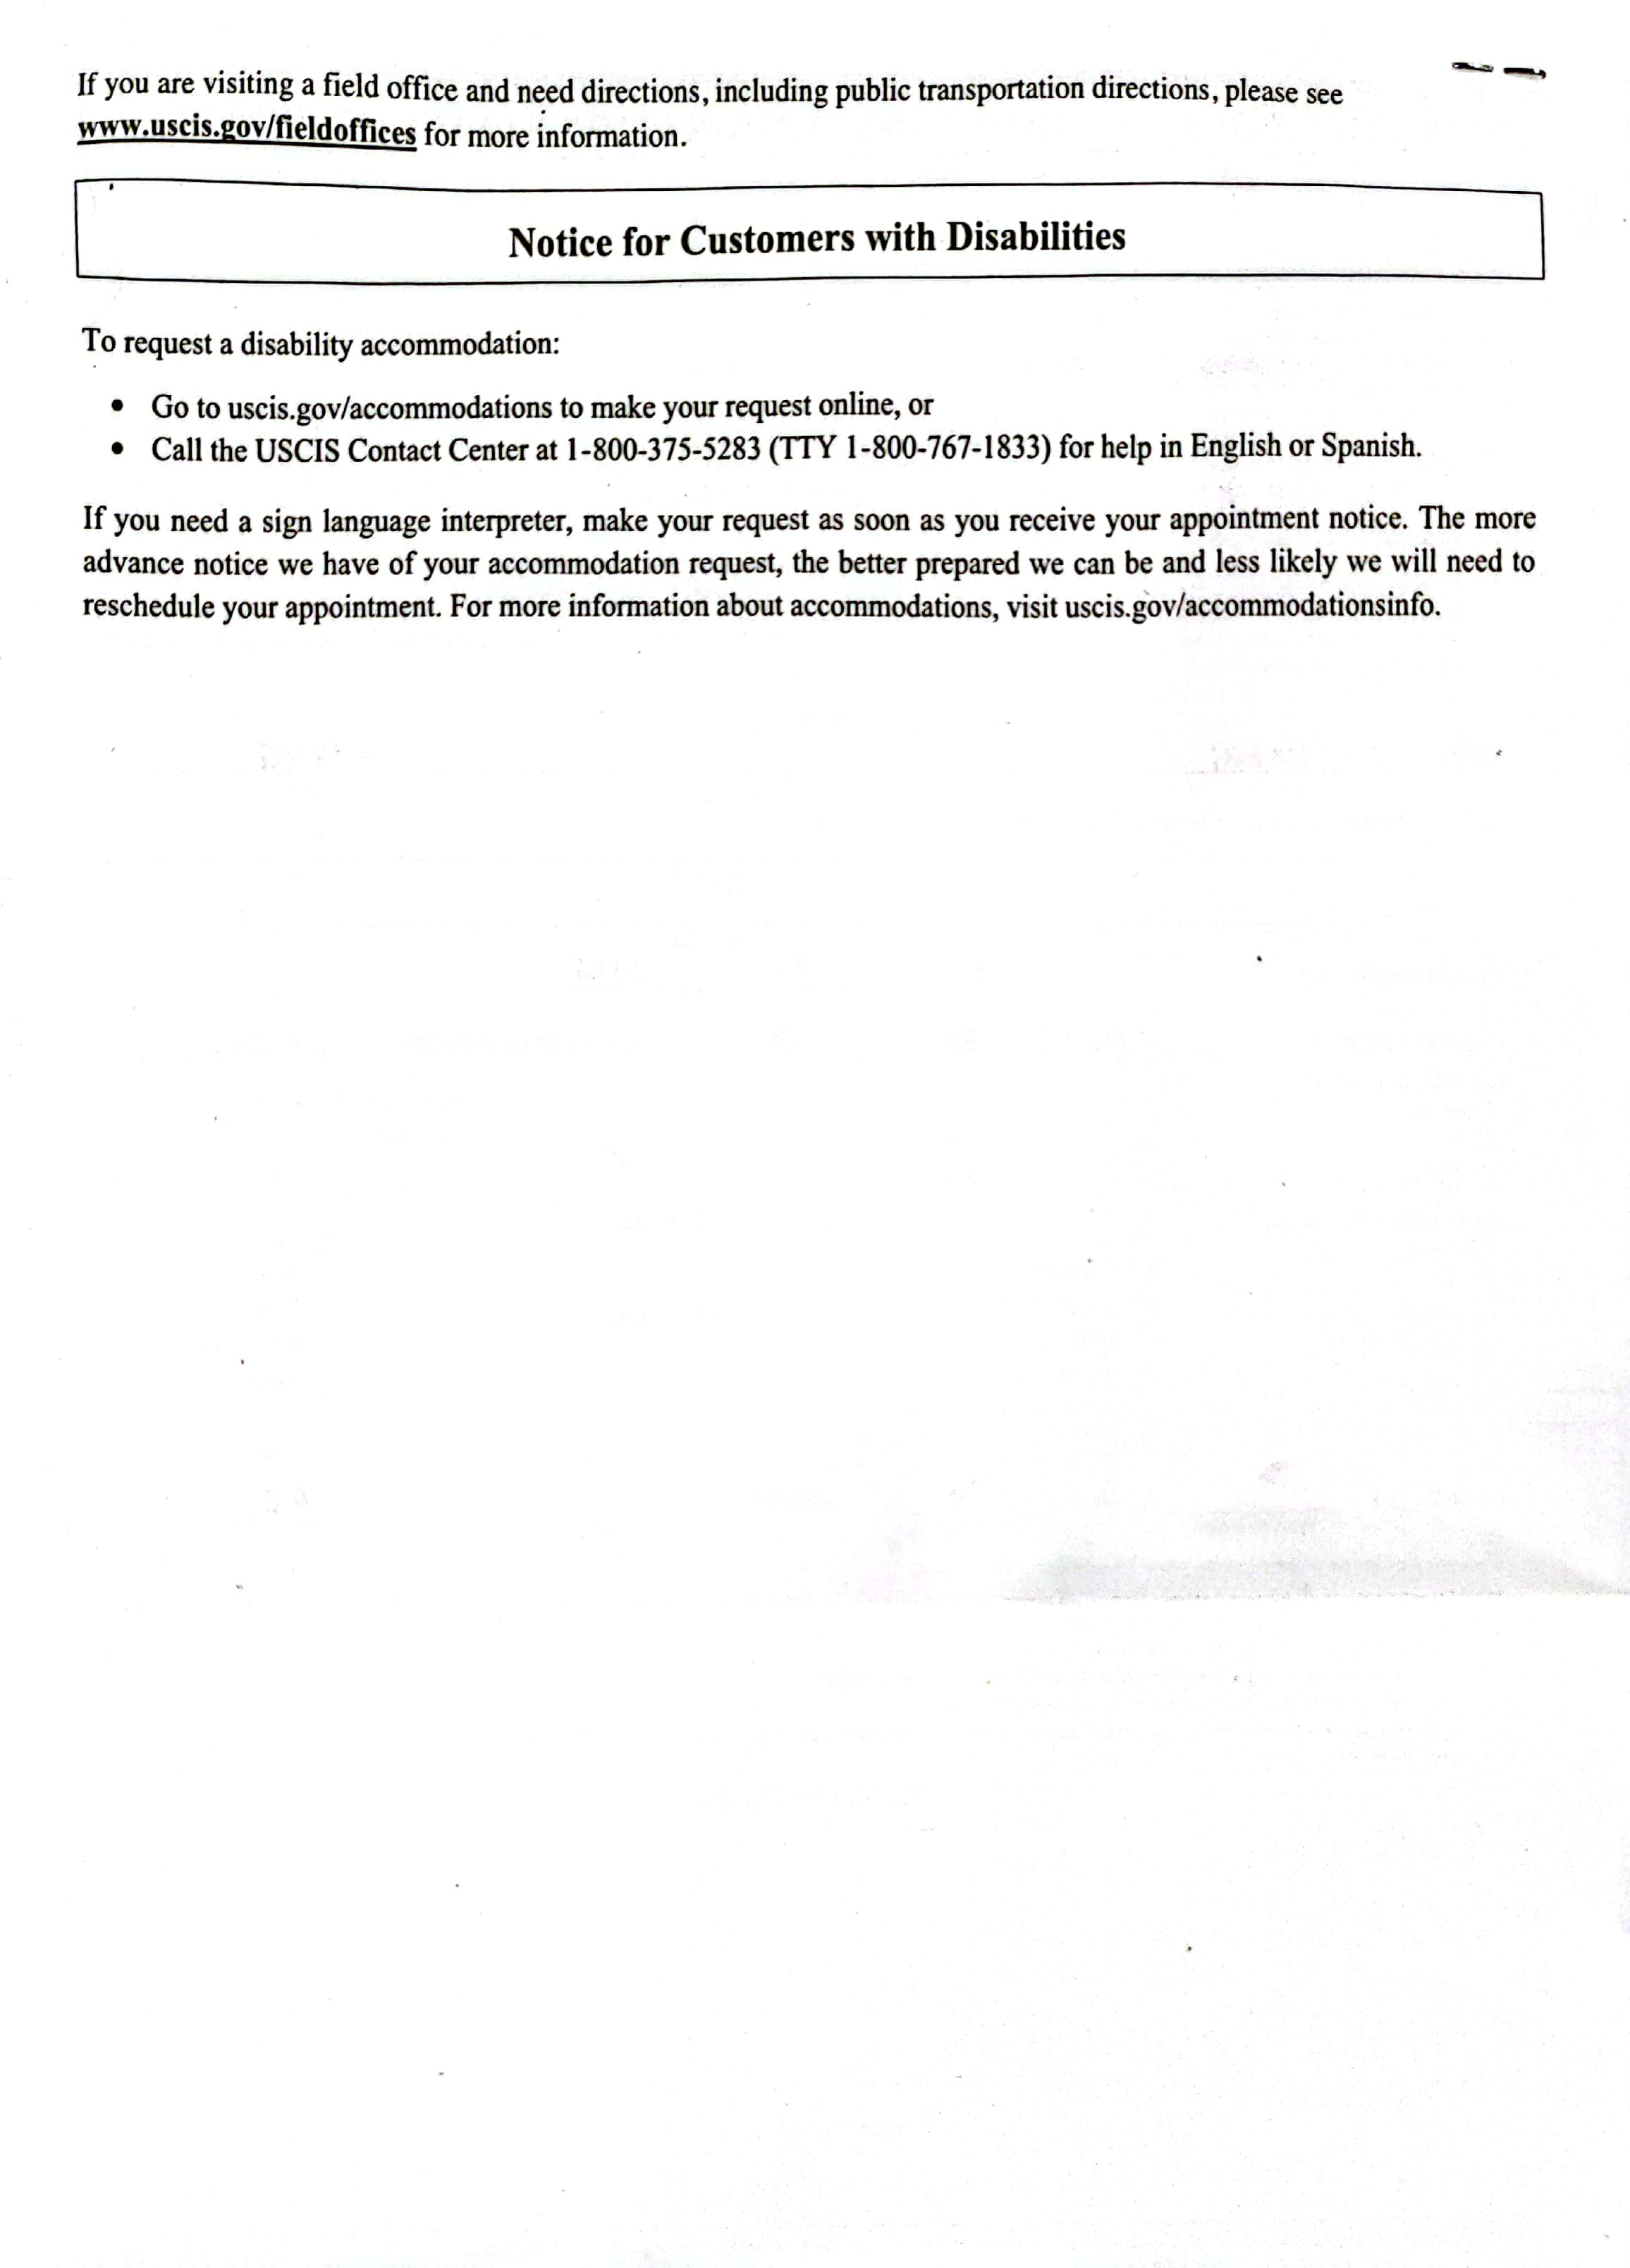 If you are visiting a field office and need directions, including public transportation directions, please see
www.uscis.gov/fieldoffices for more information.
Notice for Customers with Disabilities
To request a disability accommodation:
• Go to uscis.gov/accommodations to make your request online, or
• Call the USCIS Contact Center at 1-800-375-5283 (TTY 1-800-767-1833) for help in English or Spanish.
If you need a sign language interpreter, make your request as soon as you receive your appointment notice. The more
advance notice we have of your accommodation request, the better prepared we can be and less likely we will need to
reschedule your appointment. For more information about accommodations, visit uscis.gov/accommodationsinfo.